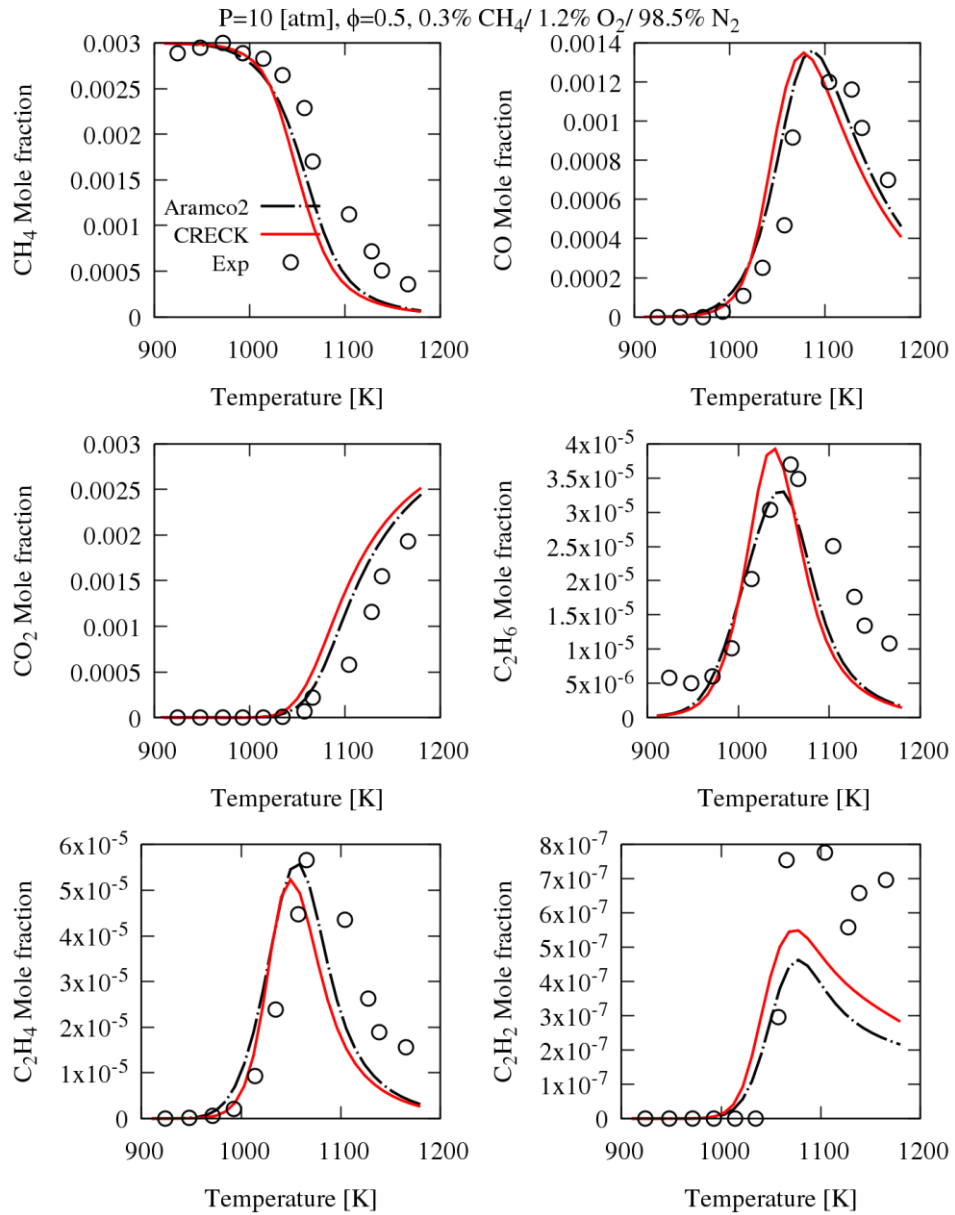 P=10 [atm], ϕ=0.5, 0.3% CH₄/ 1.2% O₂/ 98.5% N₂
CH₄ Mole fraction
0.003
0.0025
0.002
0.0015
0.001
0.0005
0
Aramco2
CRECK
Exp
900 1000 1100 1200
Temperature [K]
CO Mole fraction
0.0014
0.0012
0.001
0.0008
0.0006
0.0004
0.0002
0
900 1000 1100 1200
Temperature [K]
CO₂ Mole fraction
0.003
0.0025
0.002
0.0015
0.001
0.0005
0
900 1000 1100 1200
Temperature [K]
C₂H₆ Mole fraction
4x10⁻⁵
3.5x10⁻⁵
3x10⁻⁵
2.5x10⁻⁵
2x10⁻⁵
1.5x10⁻⁵
1x10⁻⁵
5x10⁻⁶
0
900 1000 1100 1200
Temperature [K]
C₂H₄ Mole fraction
6x10⁻⁵
5x10⁻⁵
4x10⁻⁵
3x10⁻⁵
2x10⁻⁵
1x10⁻⁵
0
900 1000 1100 1200
Temperature [K]
C₂H₂ Mole fraction
8x10⁻⁷
7x10⁻⁷
6x10⁻⁷
5x10⁻⁷
4x10⁻⁷
3x10⁻⁷
2x10⁻⁷
1x10⁻⁷
0
900 1000 1100 1200
Temperature [K]